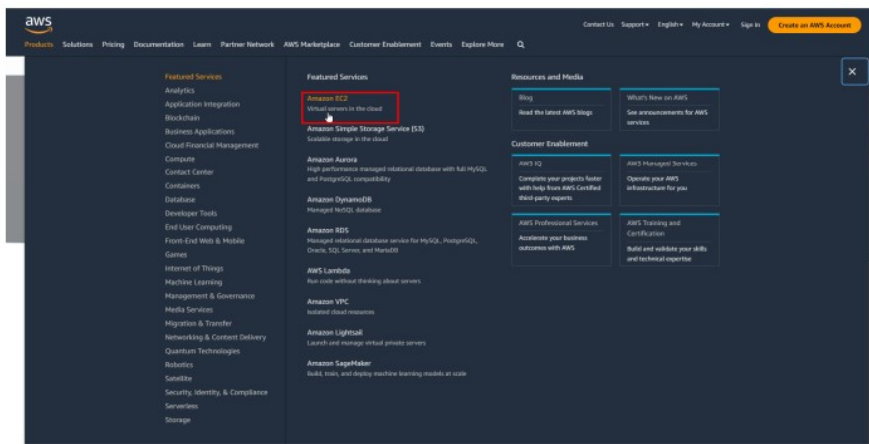 aws
Contact Us Support English My Account Sign In Create an AWS Account
Products Solutions Pricing Documentation Learn Partner Network AWS Marketplace Customer Enablement Events Explore More
Featured Services
Analytics
Application Integration
Blockchain
Business Applications
Cloud Financial Management
Compute
Contact Center
Containers
Database
Developer Tools
End User Computing
Front-End Web & Mobile
Games
Internet of Things
Machine Learning
Management & Governance
Media Services
Migration & Transfer
Networking & Content Delivery
Quantum Technologies
Robotics
Satellite
Security, Identity, & Compliance
Serverless
Storage
Featured Services
Amazon EC2
Virtual servers in the cloud
Amazon Simple Storage Service (S3)
Scalable storage in the cloud
Amazon Aurora
High performance managed relational database with full MySQL
and PostgreSQL compatibility
Amazon DynamoDB
Managed NoSQL database
Amazon RDS
Managed relational database service for MySQL, PostgreSQL,
Oracle, SQL Server, and MariaDB
AWS Lambda
Run code without thinking about servers
Amazon VPC
Isolated cloud resources
Amazon Lightsail
Launch and manage virtual private servers
Amazon SageMaker
Build, train, and deploy machine learning models at scale
Resources and Media
Blog
Read the latest AWS blogs
What's New on AWS
See announcements for AWS
services
Customer Enablement
AWS IQ
Complete your projects faster
with help from AWS Certified
third-party experts
AWS Managed Services
Operate your AWS
infrastructure for you
AWS Professional Services
Accelerate your business
outcomes with AWS
AWS Training and
Certification
Build and validate your skills
and technical expertise